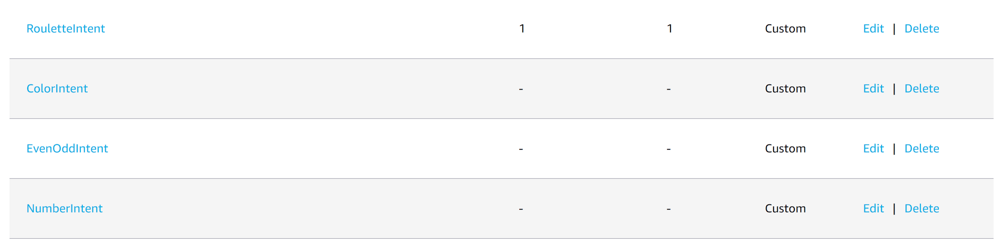 RouletteIntent 1 1 Custom Edit | Delete
ColorIntent - - Custom Edit | Delete
EvenOddIntent - - Custom Edit | Delete
NumberIntent - - Custom Edit | Delete